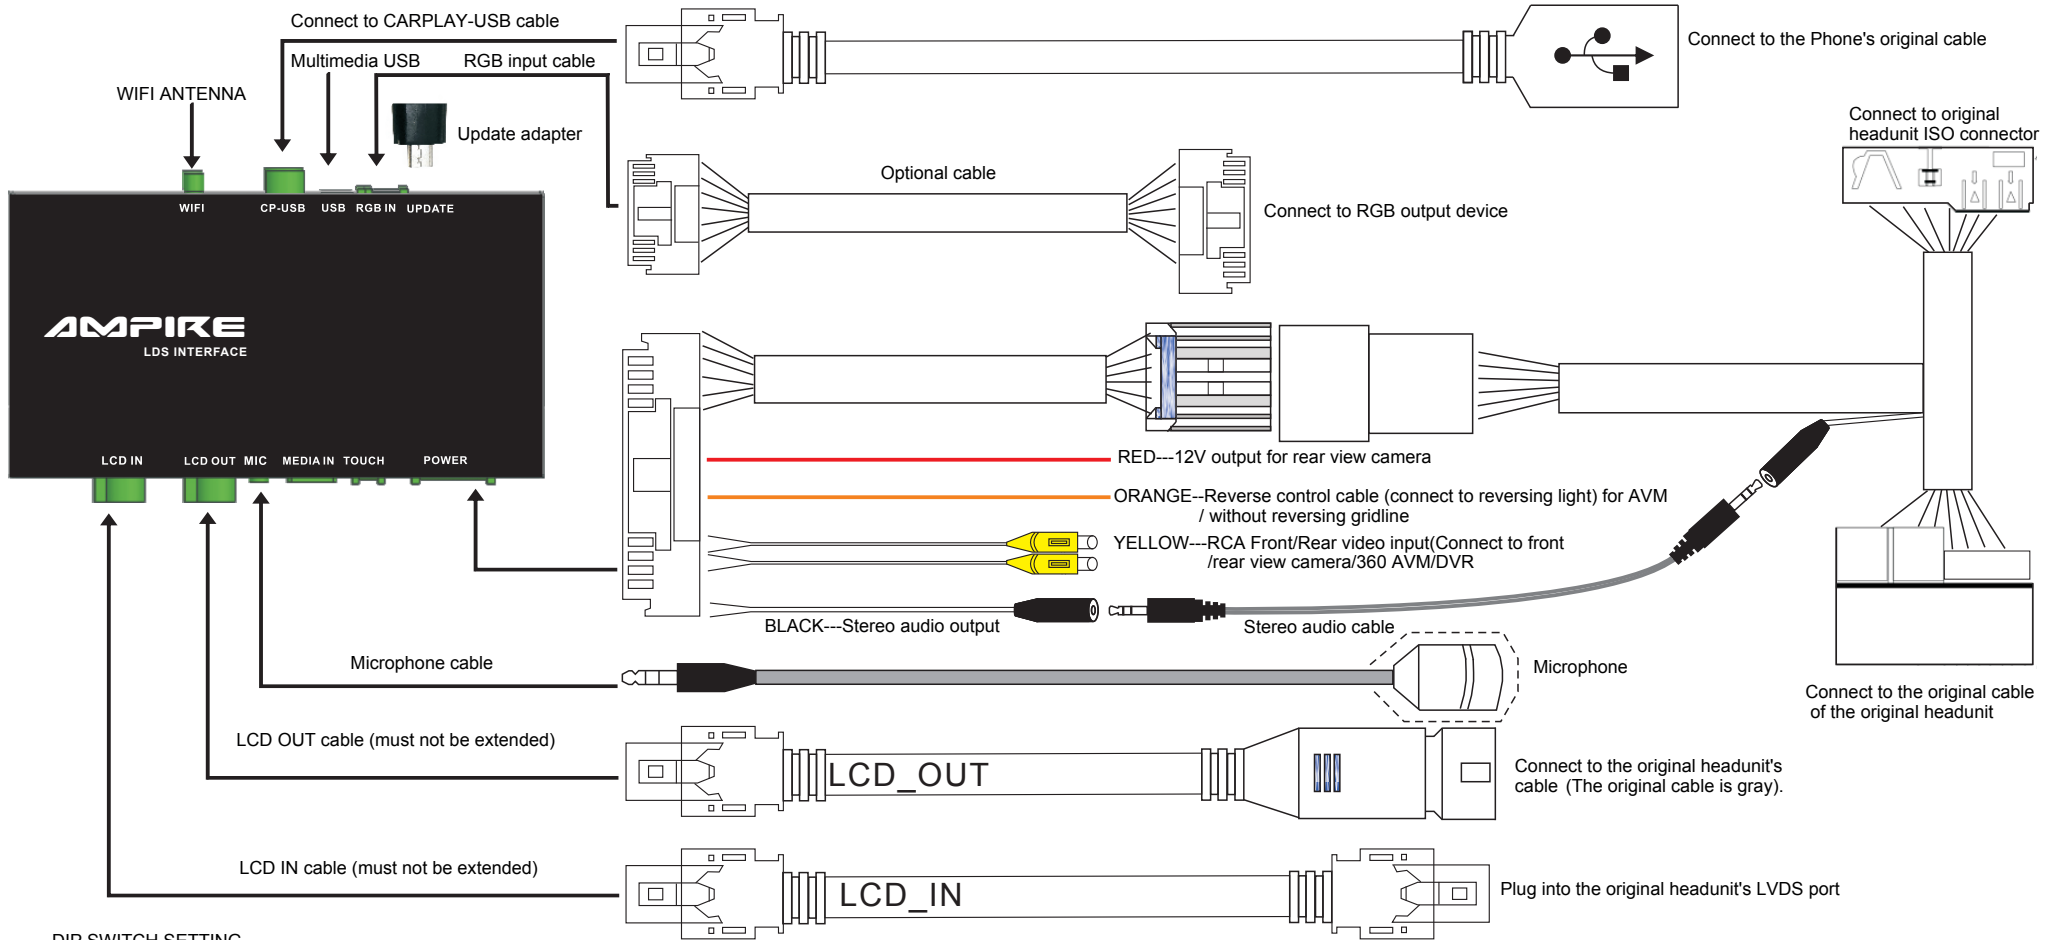 Connect to CARPLAY-USB cable
Connect to the Phone's original cable
Multimedia USB
RGB input cable
WIFI ANTENNA
Update adapter
Connect to original
headunit ISO connector
Optional cable
WIFI
CP-USB
USB
RGB IN
UPDATE
Connect to RGB output device
AMPIRE
LDS INTERFACE
LCD IN
LCD OUT
MIC
MEDIA IN
TOUCH
POWER
RED---12V output for rear view camera
ORANGE--Reverse control cable (connect to reversing light) for AVM
/ without reversing gridline
YELLOW---RCA Front/Rear video input(Connect to front
/rear view camera/360 AVM/DVR
BLACK---Stereo audio output
Stereo audio cable
Microphone cable
Microphone
Connect to the original cable
of the original headunit
LCD OUT cable (must not be extended)
LCD_OUT
Connect to the original headunit's
cable (The original cable is gray).
LCD IN cable (must not be extended)
LCD_IN
Plug into the original headunit's LVDS port
DIP SWITCH SETTING